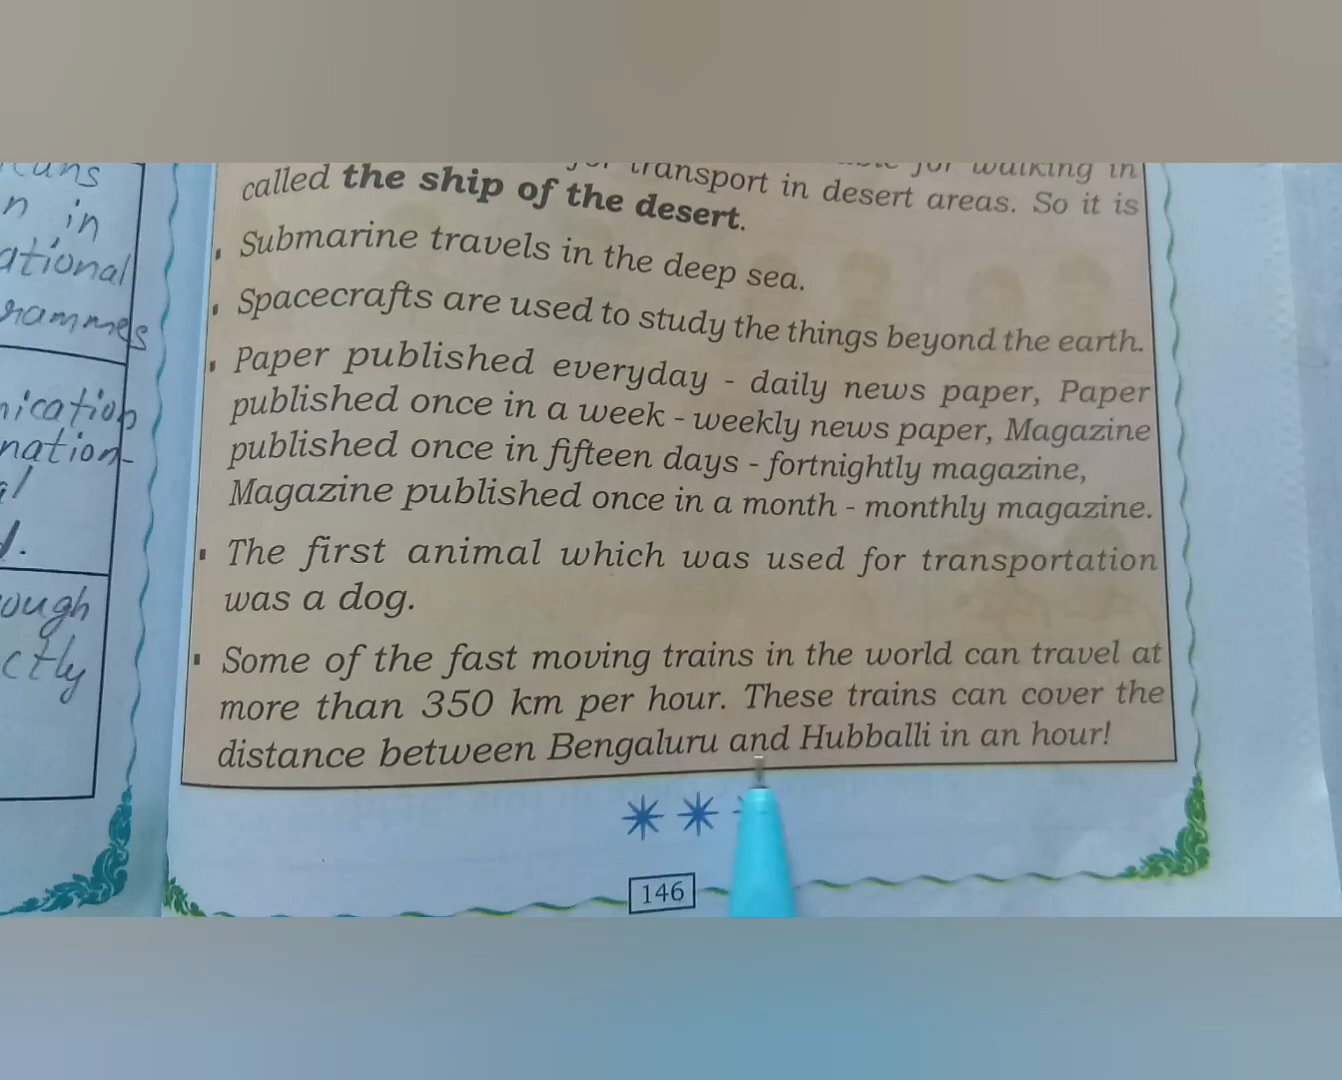 uns
n in
ational
rammes
nication
nation-
al
d.
ough
ctly
for transport in desert areas. So it is
for walking in
called the ship of the desert.
Submarine travels in the deep sea.
Spacecrafts are used to study the things beyond the earth.
Paper published everyday - daily news paper, Paper
published once in a week - weekly news paper, Magazine
published once in fifteen days - fortnightly magazine,
Magazine published once in a month - monthly magazine.
The first animal which was used for transportation
was a dog.
Some of the fast moving trains in the world can travel at
more than 350 km per hour. These trains can cover the
distance between Bengaluru and Hubballi in an hour!
146